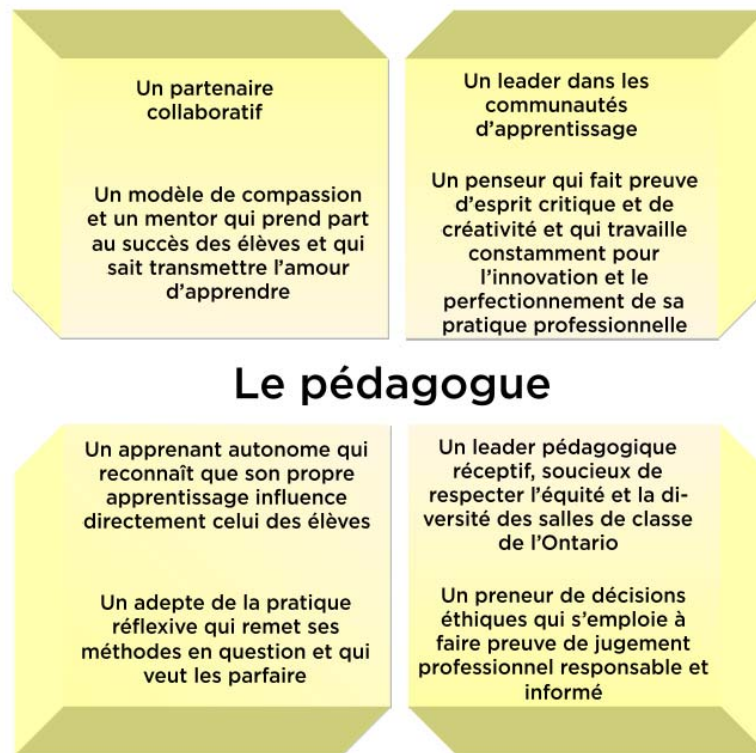 Un partenaire
collaboratif
Un modèle de compassion
et un mentor qui prend part
au succès des élèves et qui
sait transmettre l'amour
d'apprendre
Un leader dans les
communautés
d'apprentissage
Un penseur qui fait preuve
d'esprit critique et de
créativité et qui travaille
constamment pour
l'innovation et le
perfectionnement de sa
pratique professionnelle
Le pédagogue
Un apprenant autonome qui
reconnaît que son propre
apprentissage influence
directement celui des élèves
Un adepte de la pratique
réflexive qui remet ses
méthodes en question et qui
veut les parfaire
Un leader pédagogique
réceptif, soucieux de
respecter l'équité et la di-
versité des salles de classe
de l'Ontario
Un preneur de décisions
éthiques qui s'emploie à
faire preuve de jugement
professionnel responsable et
informé